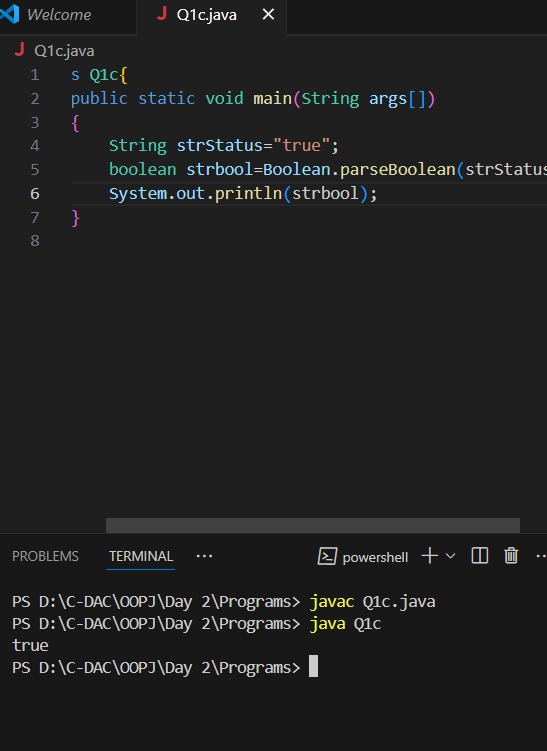 Welcome
J Q1c.java ×
J Q1c.java
1 s Q1c{
2 public static void main(String args[])
3 {
4 String strStatus="true";
5 boolean strbool=Boolean.parseBoolean(strStatus
6 System.out.println(strbool);
7 }
8
PROBLEMS TERMINAL ··· powershell
PS D:\C-DAC\OOPJ\Day 2\Programs> javac Q1c.java
PS D:\C-DAC\OOPJ\Day 2\Programs> java Q1c
true
PS D:\C-DAC\OOPJ\Day 2\Programs>